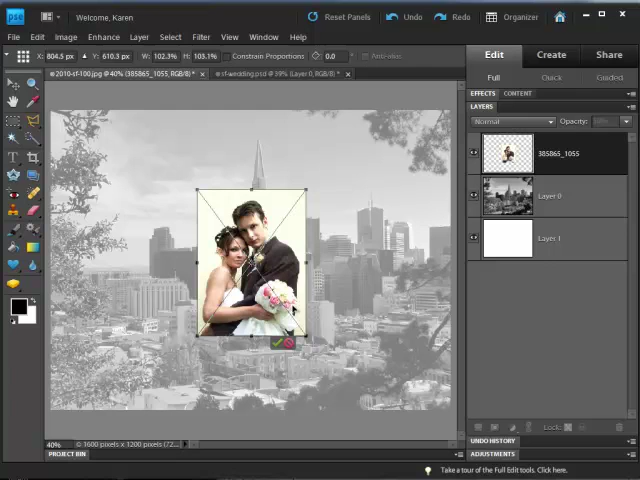 pse Welcome, Karen Reset Panels Undo Redo Organizer
File Edit Image Enhance Layer Select Filter View Window Help
X: 804.5 px Y: 610.3 px W: 102.3% H: 103.1% Constrain Proportions 0.0 Anti-alias
Edit Create Share
2010-sf-100.jpg @ 40% (385865_1055, RGB/8) * × sf-wedding.psd @ 39% (Layer 0, RGB/8) * ×
Full Quick Guided
EFFECTS CONTENT
LAYERS
Normal Opacity:
385865_1055
Layer 0
Layer 1
T
Lock:
40% © 1600 pixels x 1200 pixels (72...
UNDO HISTORY
PROJECT BIN
ADJUSTMENTS
Take a tour of the Full Edit tools. Click here.